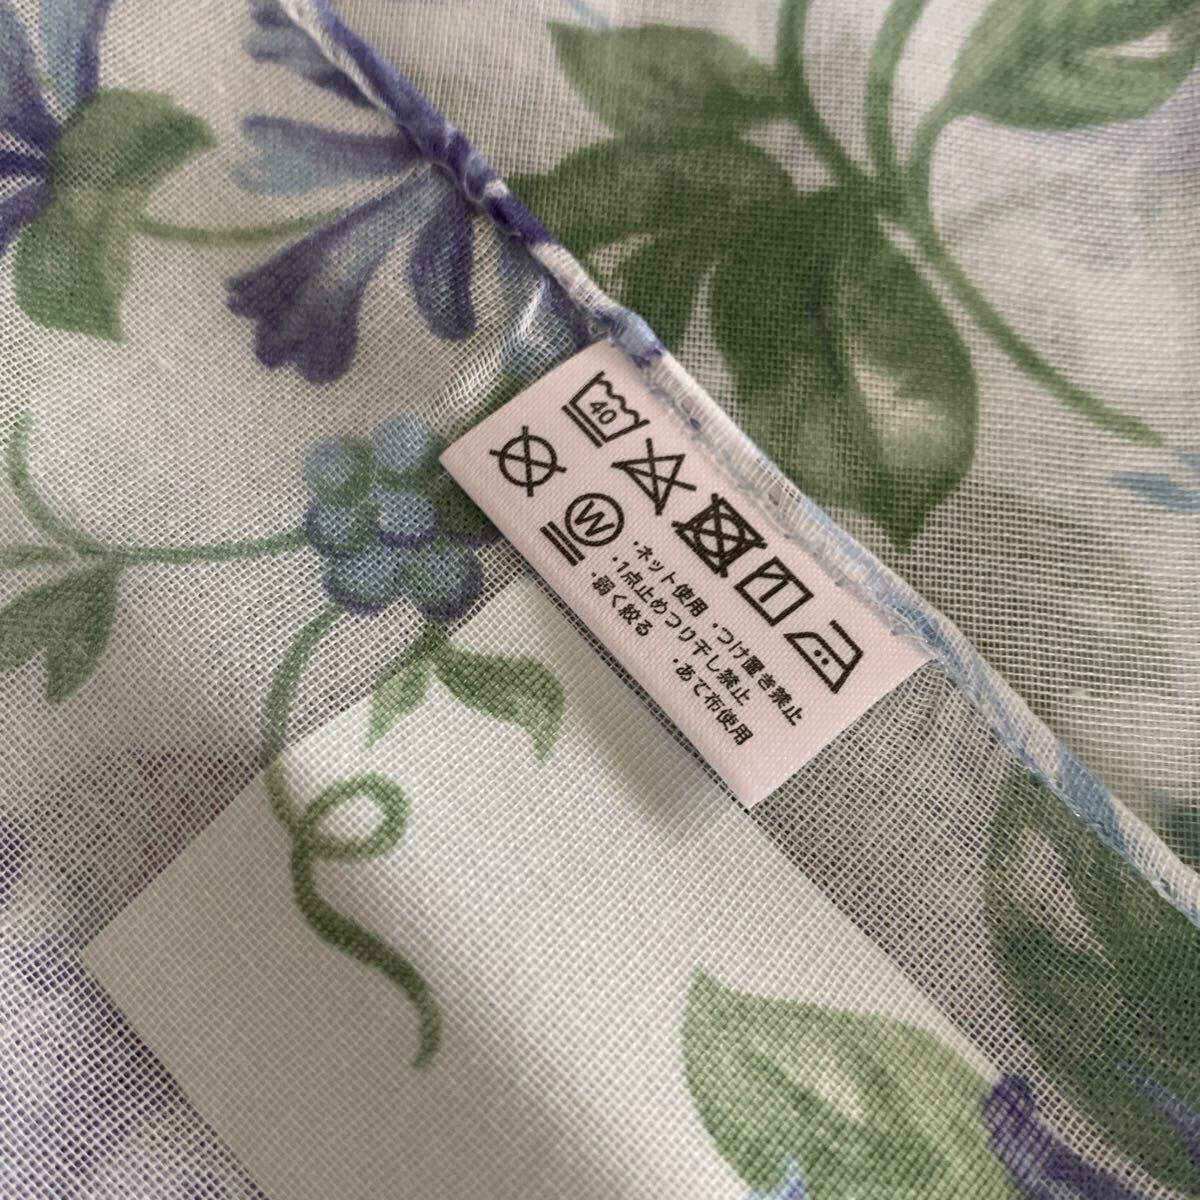 40
W
・ネット使用 ・つけ置き禁止
・1点止めつり干し禁止
・弱く絞る ・あて布使用